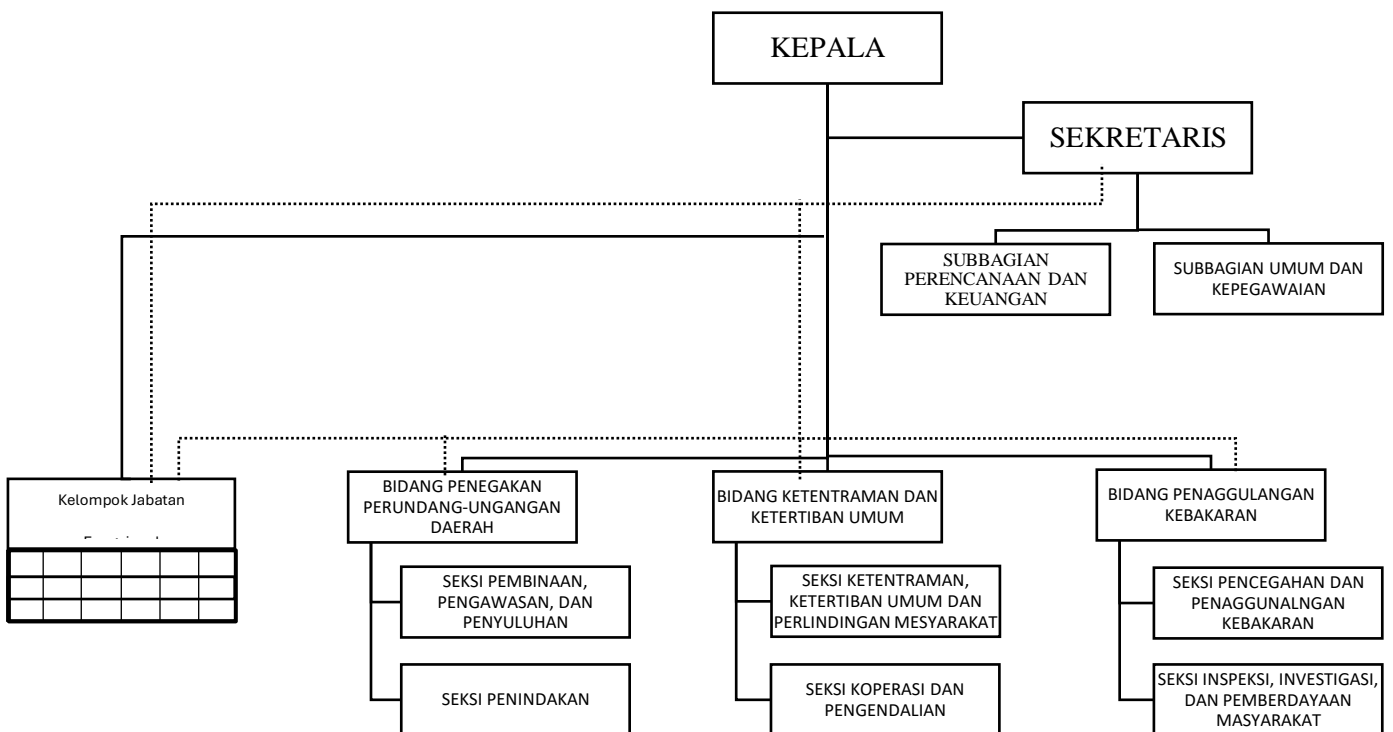 KEPALA
SEKRETARIS
SUBBAGIAN
PERENCANAAN DAN
KEUANGAN
SUBBAGIAN UMUM DAN
KEPEGAWAIAN
Kelompok Jabatan
BIDANG PENEGAKAN
PERUNDANG-UNGANGAN
DAERAH
BIDANG KETENTRAMAN DAN
KETERTIBAN UMUM
BIDANG PENAGGULANGAN
KEBAKARAN
SEKSI PEMBINAAN,
PENGAWASAN, DAN
PENYULUHAN
SEKSI KETENTRAMAN,
KETERTIBAN UMUM DAN
PERLINDINGAN MESYARAKAT
SEKSI PENCEGAHAN DAN
PENAGGUNALNGAN
KEBAKARAN
SEKSI PENINDAKAN
SEKSI KOPERASI DAN
PENGENDALIAN
SEKSI INSPEKSI, INVESTIGASI,
DAN PEMBERDAYAAN
MASYARAKAT